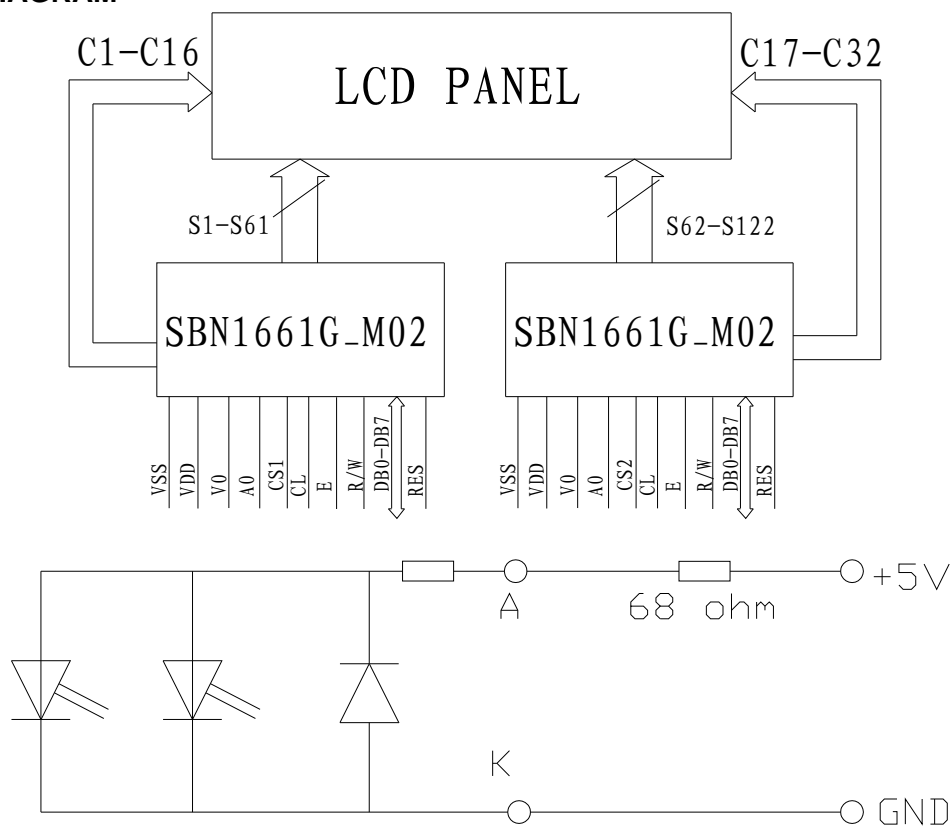 C1-C16
C17-C32
LCD PANEL
S1-S61
S62-S122
SBN1661G_M02
SBN1661G_M02
VSS
VDD
V0
A0
CS1
CL
E
R/W
DB0-DB7
RES
VSS
VDD
V0
A0
CS2
CL
E
R/W
DB0-DB7
RES
A
68 ohm
+5V
K
GND